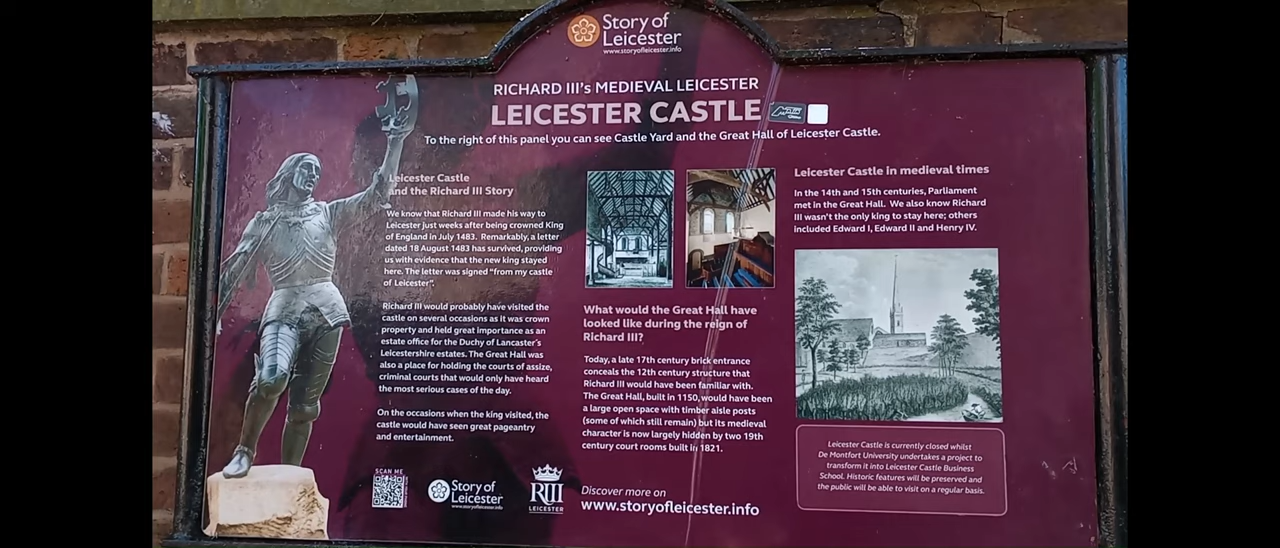 Story of
Leicester
www.storyofleicester.info
RICHARD III's MEDIEVAL LEICESTER
LEICESTER CASTLE
To the right of this panel you can see Castle Yard and the Great Hall of Leicester Castle.
Leicester Castle
and the Richard III Story
We know that Richard III made his way to
Leicester just weeks after being crowned King
of England in July 1483. Remarkably, a letter
dated 18 August 1483 has survived, providing
us with evidence that the new king stayed
here. The letter was signed "from my castle
of Leicester".
Richard III would probably have visited the
castle on several occasions as it was crown
property and held great importance as an
estate office for the Duchy of Lancaster's
Leicestershire estates. The Great Hall was
also a place for holding the courts of assize,
criminal courts that would only have heard
the most serious cases of the day.
On the occasions when the king visited, the
castle would have seen great pageantry
and entertainment.
SCAN ME
Story of
Leicester
www.storyofleicester.info
RIII
LEICESTER
What would the Great Hall have
looked like during the reign of
Richard III?
Today, a late 17th century brick entrance
conceals the 12th century structure that
Richard III would have been familiar with.
The Great Hall, built in 1150, would have been
a large open space with timber aisle posts
(some of which still remain) but its medieval
character is now largely hidden by two 19th
century court rooms built in 1821.
Discover more on
www.storyofleicester.info
Leicester Castle in medieval times
In the 14th and 15th centuries, Parliament
met in the Great Hall. We also know Richard
III wasn't the only king to stay here; others
included Edward I, Edward II and Henry IV.
Leicester Castle is currently closed whilst
De Montfort University undertakes a project to
transform it into Leicester Castle Business
School. Historic features will be preserved and
the public will be able to visit on a regular basis.